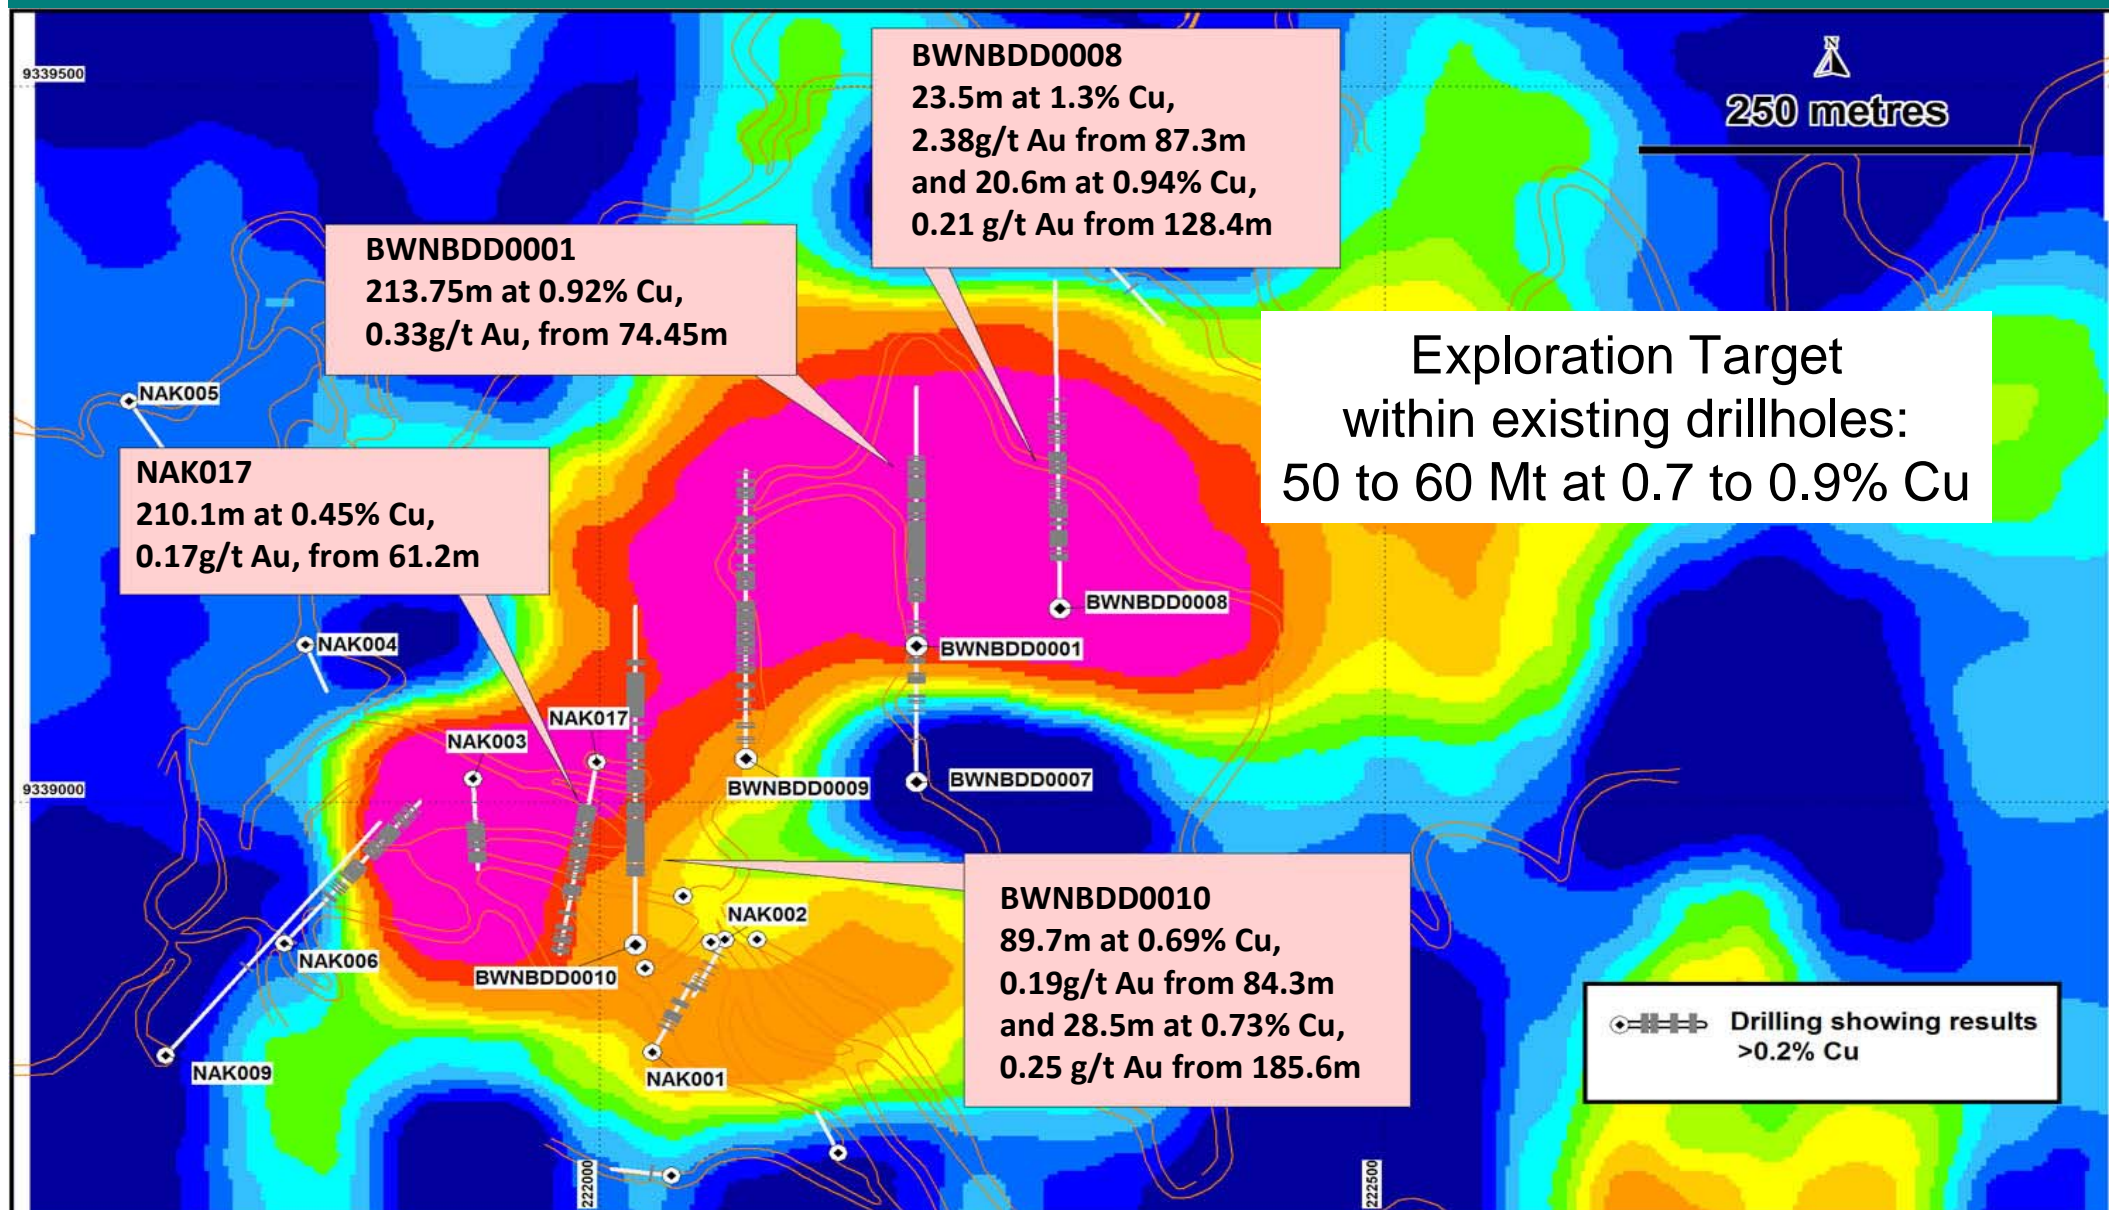 BWNBDD0008
23.5m at 1.3% Cu,
2.38g/t Au from 87.3m
and 20.6m at 0.94% Cu,
0.21 g/t Au from 128.4m
N
250 metres
9339500
BWNBDD0001
213.75m at 0.92% Cu,
0.33g/t Au, from 74.45m
Exploration Target
within existing drillholes:
50 to 60 Mt at 0.7 to 0.9% Cu
NAK005
NAK017
210.1m at 0.45% Cu,
0.17g/t Au, from 61.2m
BWNBDD0008
NAK004
BWNBDD0001
NAK017
NAK003
BWNBDD0009
BWNBDD0007
9339000
BWNBDD0010
89.7m at 0.69% Cu,
0.19g/t Au from 84.3m
and 28.5m at 0.73% Cu,
0.25 g/t Au from 185.6m
NAK002
NAK006
BWNBDD0010
NAK009
NAK001
Drilling showing results
>0.2% Cu
222000
222500